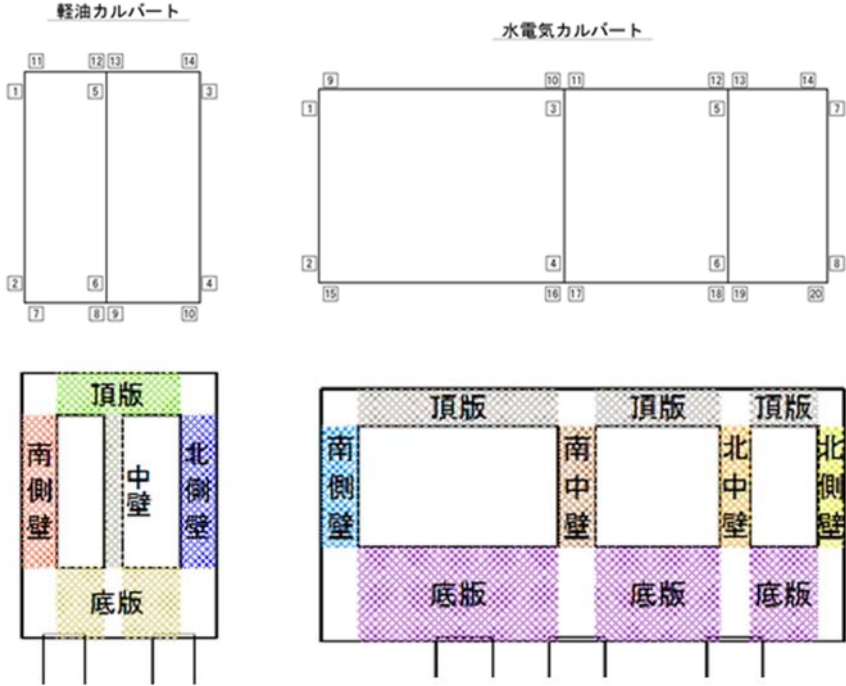 軽油カルバート
水電気カルバート
11 12 13 14
1 5 3
2 6 4
7 8 9 10
9 10 11 12 13 14
1 3 5 7
2 4 6 8
15 16 17 18 19 20
頂版
南側壁
中壁
北側壁
底版
頂版 頂版 頂版
南側壁
南中壁
北中壁
北側壁
底版 底版 底版